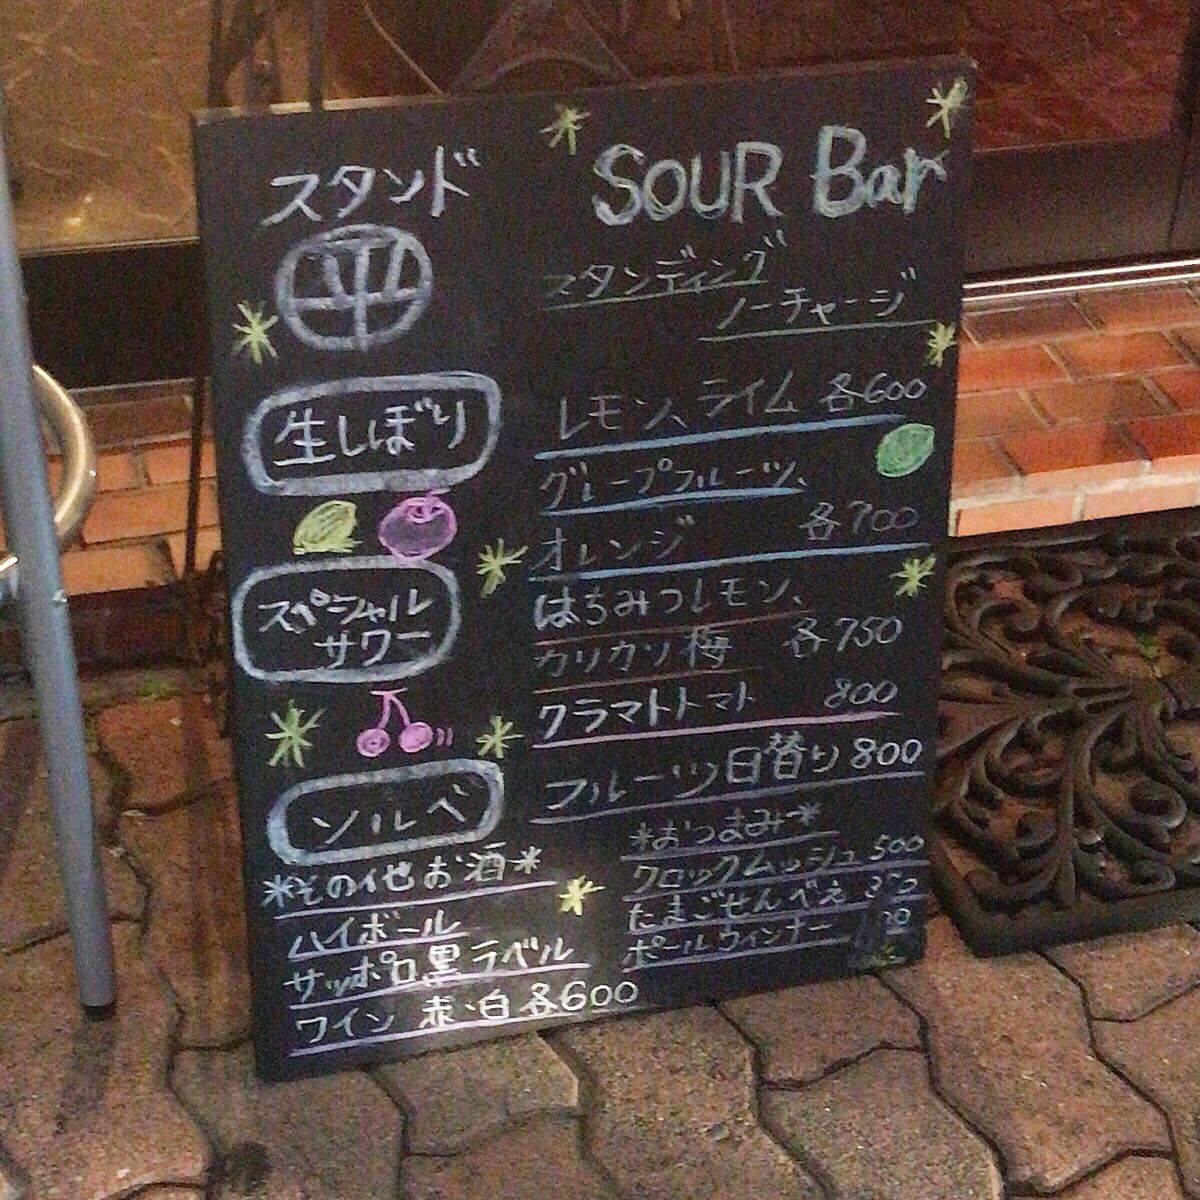 スタンド
平
SOUR Bar
スタンディング
ノーチャージ
生しぼり
レモン、ライム 各600
グレープフルーツ、
オレンジ 各700
スペシャル
サワー
はちみつレモン、
カリカリ梅 各750
クラマトトマト 800
ソルベ
フルーツ日替り 800
*その他お酒*
ハイボール
サッポロ黒ラベル
ワイン 赤・白 各600
*おつまみ*
クロックムッシュ 500
たまごせんべえ
ポールウィンナー